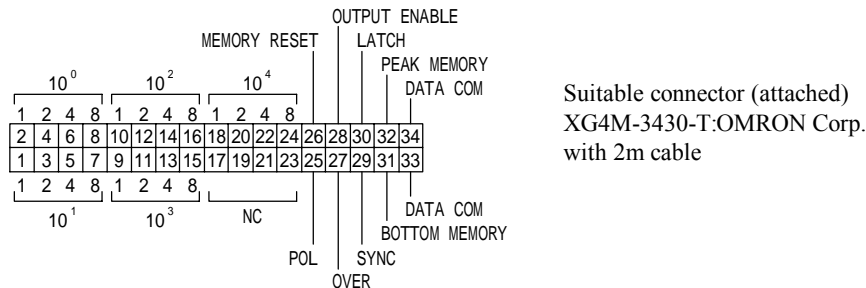 OUTPUT ENABLE
MEMORY RESET LATCH
PEAK MEMORY
10⁰ 10² 10⁴ DATA COM
1 2 4 8 1 2 4 8 1 2 4 8
2 4 6 8 10 12 14 16 18 20 22 24 26 28 30 32 34
1 3 5 7 9 11 13 15 17 19 21 23 25 27 29 31 33
1 2 4 8 1 2 4 8
10¹ 10³ NC DATA COM
BOTTOM MEMORY
POL SYNC
OVER
Suitable connector (attached)
XG4M-3430-T:OMRON Corp.
with 2m cable